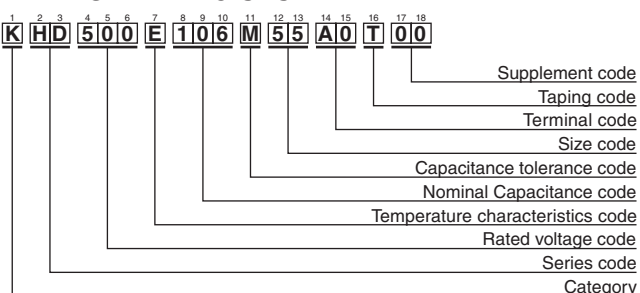 1 2 3 4 5 6 7 8 9 10 11 12 13 14 15 16 17 18
K HD 500 E 106 M 55 A0 T 00
Supplement code
Taping code
Terminal code
Size code
Capacitance tolerance code
Nominal Capacitance code
Temperature characteristics code
Rated voltage code
Series code
Category